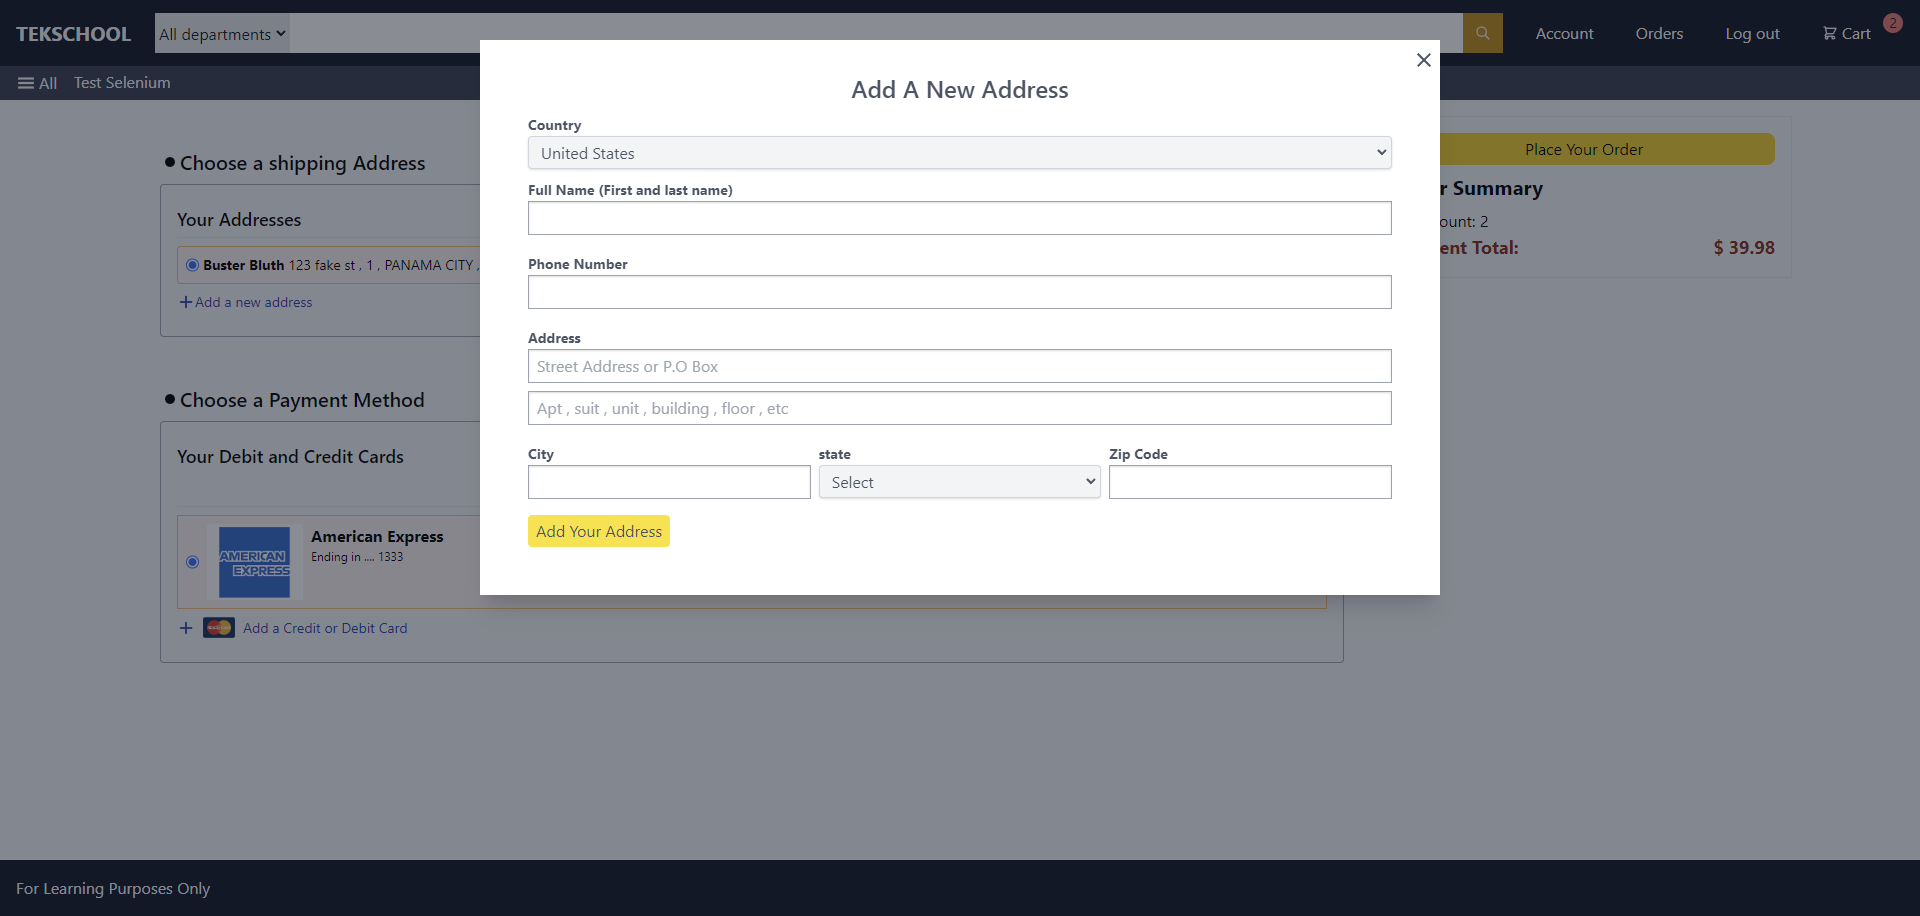 TEKSCHOOL
All departments
Account
Orders
Log out
Cart
2
All
Test Selenium
Choose a shipping Address
Your Addresses
Buster Bluth 123 fake st , 1 , PANAMA CITY ,
Add a new address
Choose a Payment Method
Your Debit and Credit Cards
AMERICAN
EXPRESS
American Express
Ending in .... 1333
Add a Credit or Debit Card
Add A New Address
Country
United States
Full Name (First and last name)
Phone Number
Address
Street Address or P.O Box
Apt , suit , unit , building , floor , etc
City
state
Zip Code
Select
Add Your Address
Place Your Order
r Summary
ount: 2
ent Total:
$ 39.98
For Learning Purposes Only